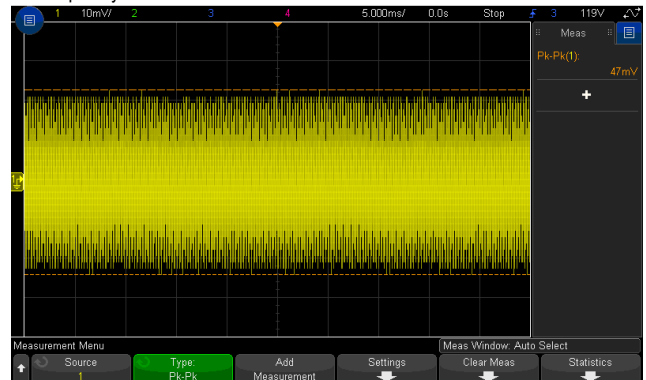 1 10mV/ 2 3 4 5.000ms/ 0.0s Stop 3 119V
Meas
Pk-Pk(1):
47mV
+
1
Measurement Menu Meas Window: Auto Select
Source Type: Add Settings Clear Meas Statistics
1 Pk-Pk Measurement